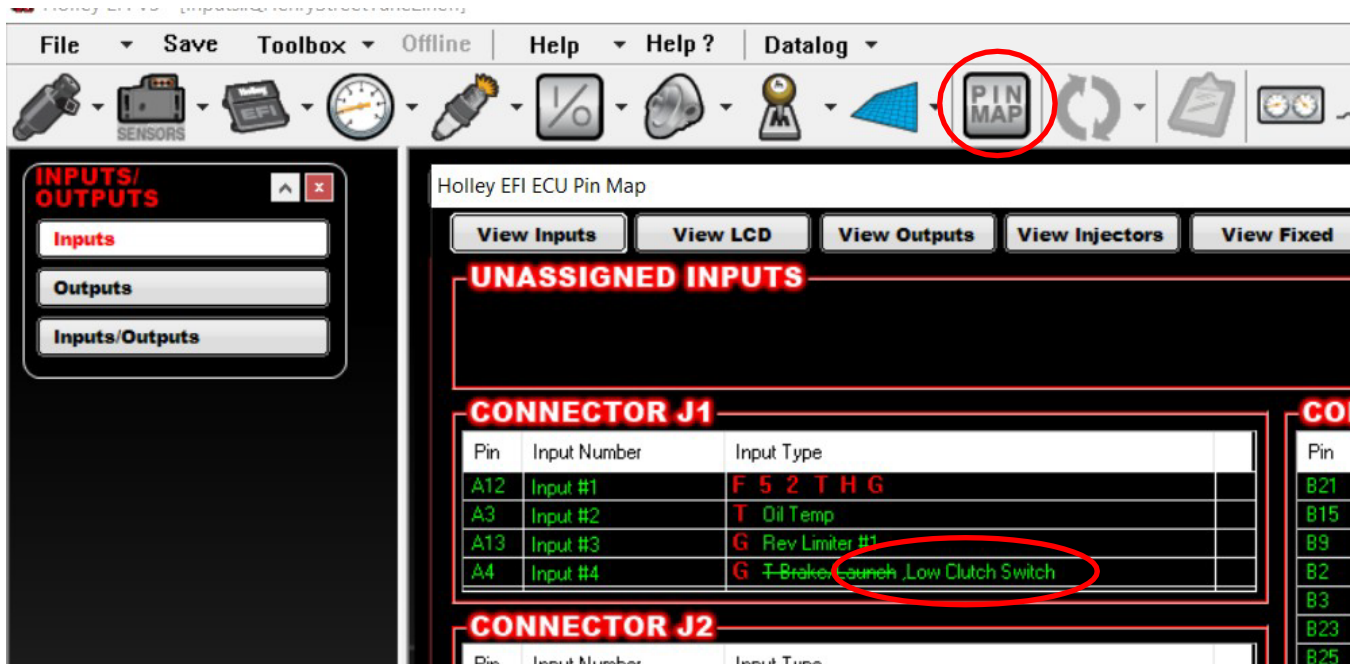 File Save Toolbox Offline Help Help ? Datalog
SENSORS Holley EFI I/O PIN MAP
INPUTS/
OUTPUTS
Inputs
Outputs
Inputs/Outputs
Holley EFI ECU Pin Map
View Inputs View LCD View Outputs View Injectors View Fixed
UNASSIGNED INPUTS
CONNECTOR J1
Pin Input Number Input Type
A12 Input #1 F 5 2 T H G
A3 Input #2 T Oil Temp
A13 Input #3 G Rev Limiter #1
A4 Input #4 G T-Brake/Launch ,Low Clutch Switch
CONNECTOR J2
Pin Input Number Input Type
Pin
B21
B15
B9
B2
B3
B23
B25